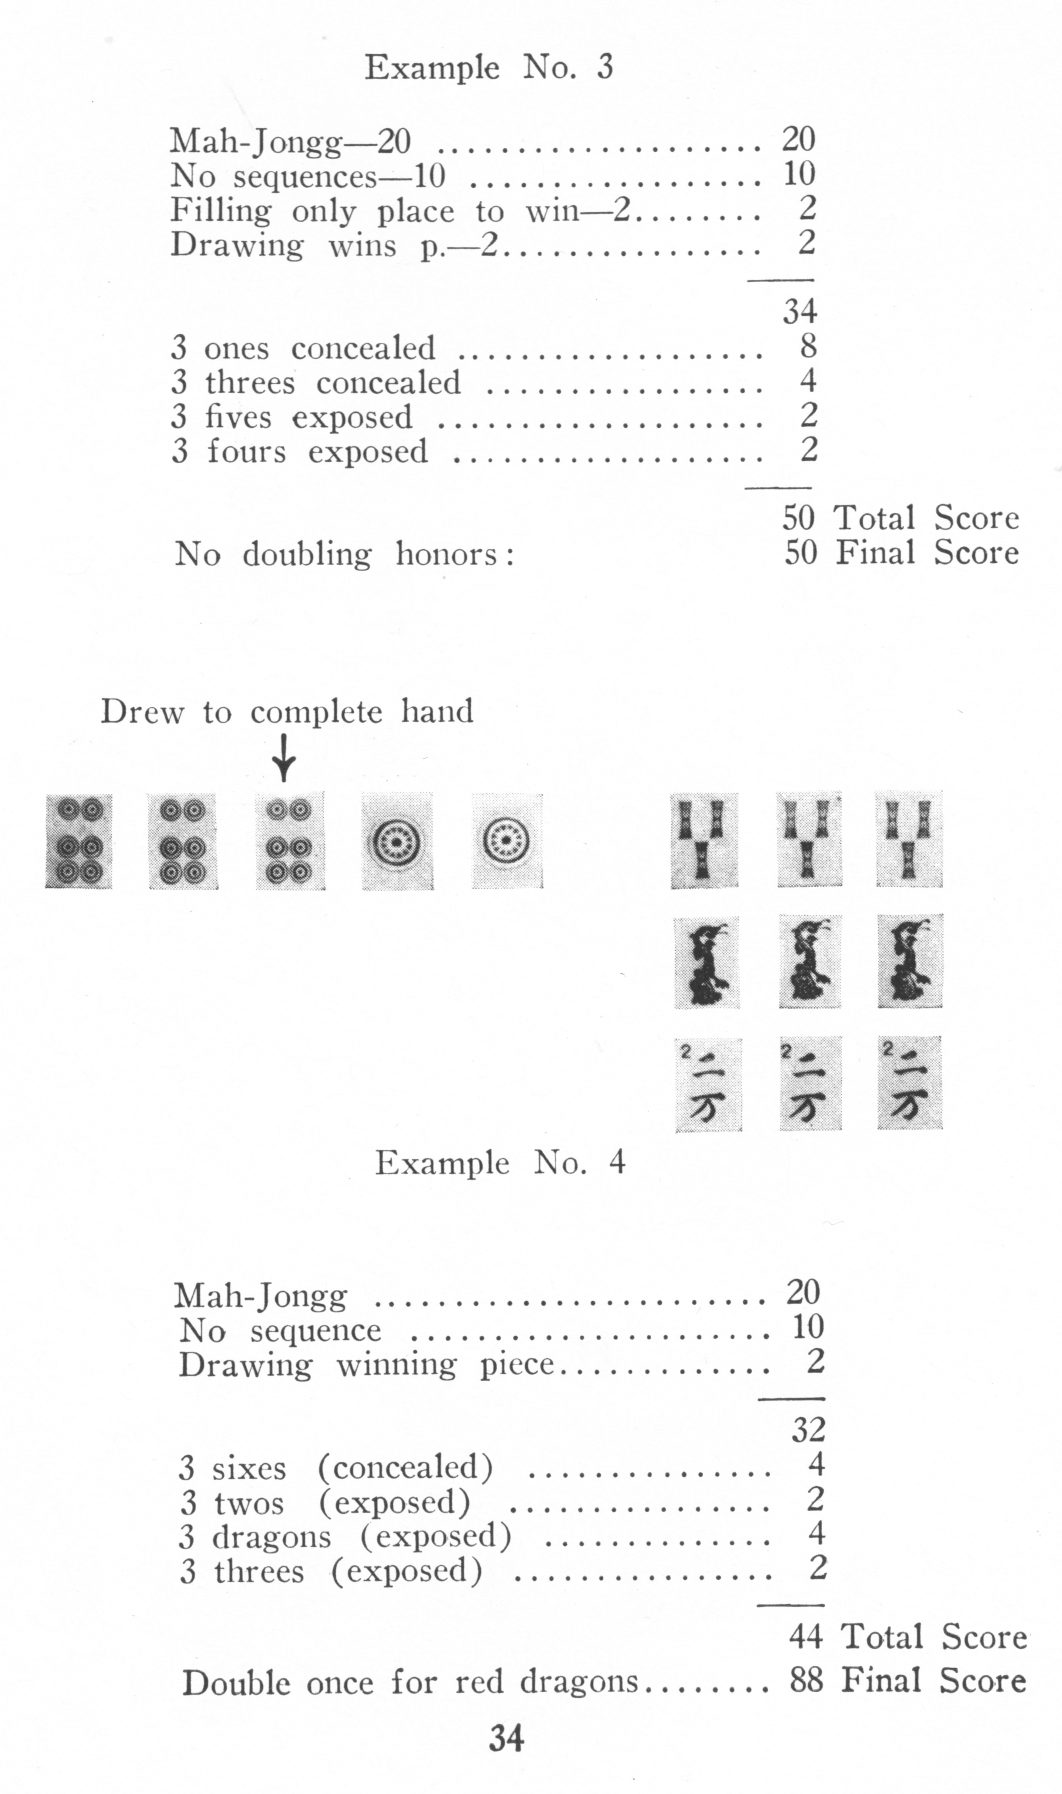 Example No. 3
Mah-Jongg—20 ..................... 20
No sequences—10 .................. 10
Filling only place to win—2........ 2
Drawing wins p.—2................ 2
34
3 ones concealed ................... 8
3 threes concealed ................. 4
3 fives exposed .................... 2
3 fours exposed ................... 2
50 Total Score
No doubling honors: 50 Final Score
Drew to complete hand
2 二万 2 二万 2 二万
Example No. 4
Mah-Jongg ........................ 20
No sequence ...................... 10
Drawing winning piece............. 2
32
3 sixes (concealed) ............... 4
3 twos (exposed) ................ 2
3 dragons (exposed) .............. 4
3 threes (exposed) ................ 2
44 Total Score
Double once for red dragons........ 88 Final Score
34